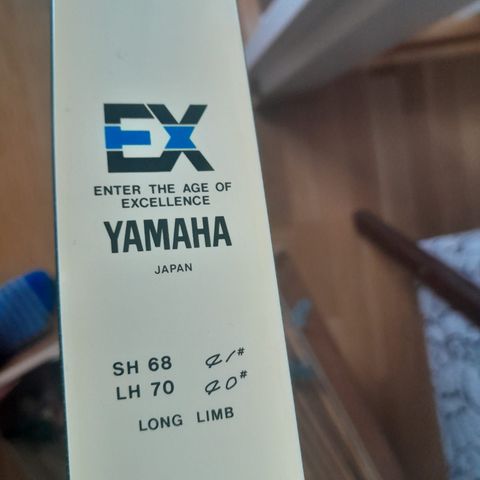 EX
ENTER THE AGE OF
EXCELLENCE
YAMAHA
JAPAN
SH 68 41#
LH 70 40#
LONG LIMB